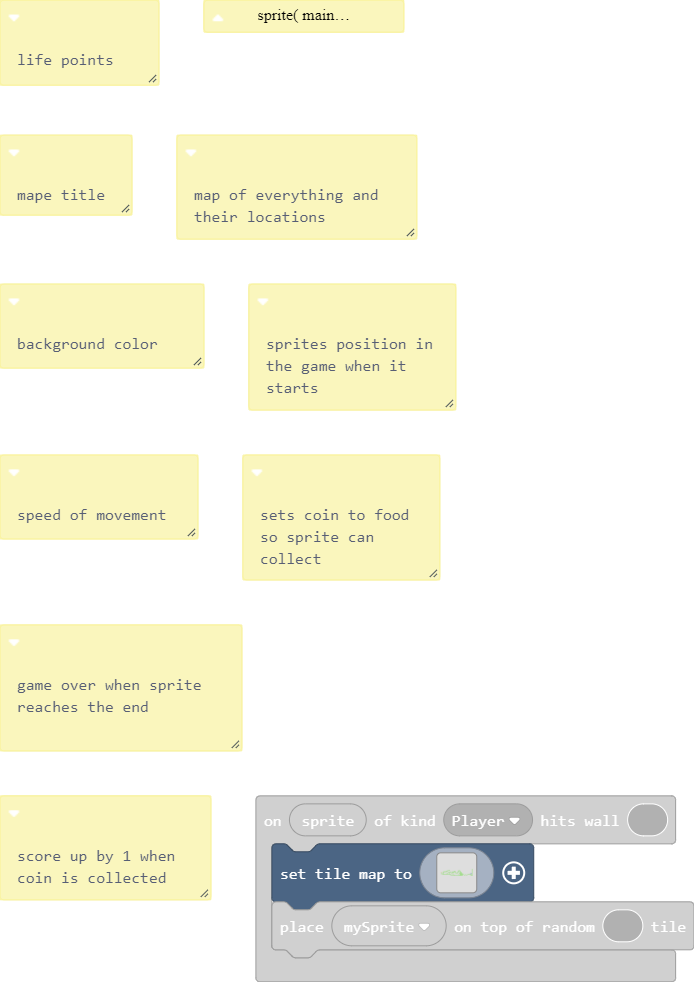 life points
sprite( main…
mape title
map of everything and
their locations
background color
sprites position in
the game when it
starts
speed of movement
sets coin to food
so sprite can
collect
game over when sprite
reaches the end
score up by 1 when
coin is collected
on sprite of kind Player hits wall
set tile map to
place mySprite on top of random tile